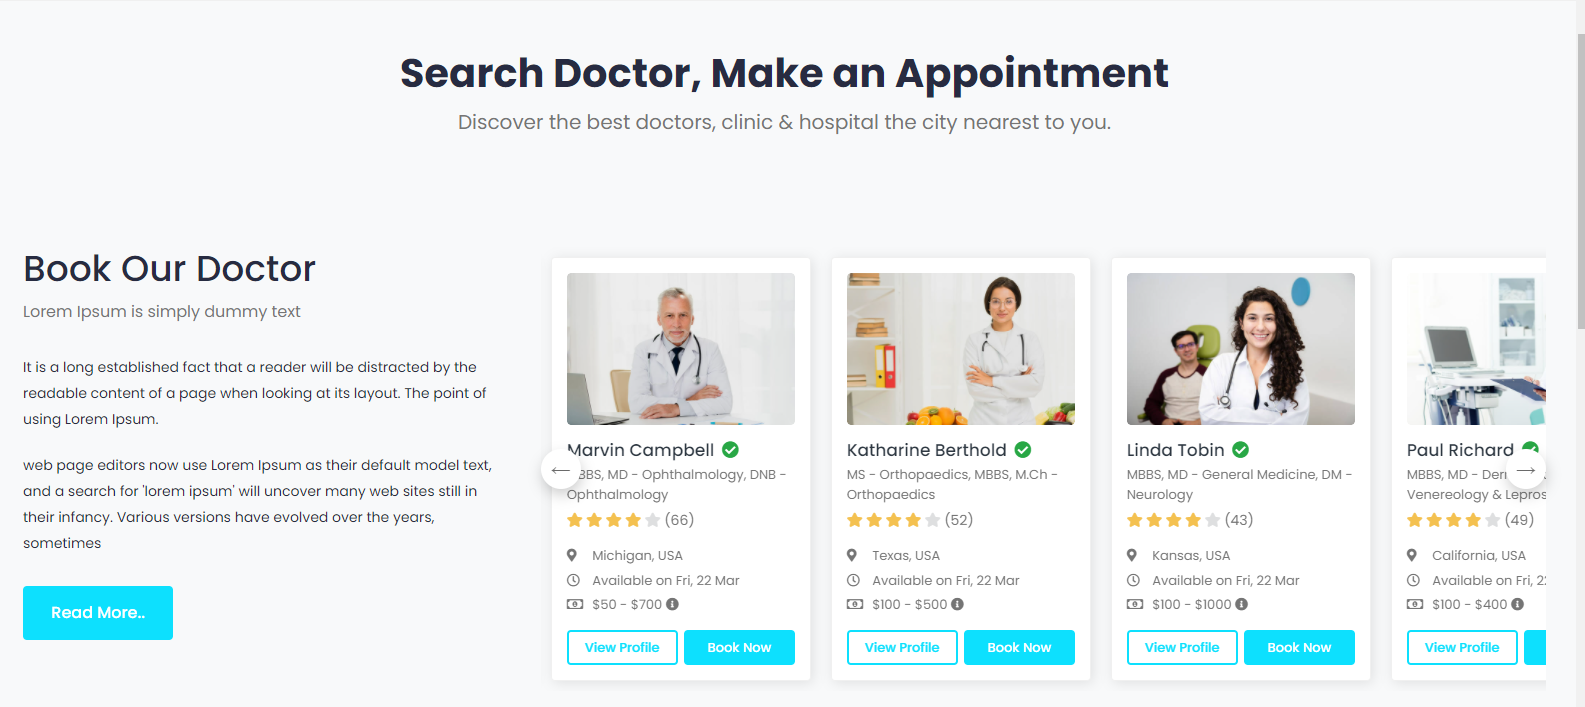 Search Doctor, Make an Appointment
Discover the best doctors, clinic & hospital the city nearest to you.
Book Our Doctor
Lorem Ipsum is simply dummy text
It is a long established fact that a reader will be distracted by the
readable content of a page when looking at its layout. The point of
using Lorem Ipsum.
web page editors now use Lorem Ipsum as their default model text,
and a search for 'lorem ipsum' will uncover many web sites still in
their infancy. Various versions have evolved over the years,
sometimes
Read More..
Marvin Campbell
BBS, MD - Ophthalmology, DNB -
Ophthalmology
(66)
Michigan, USA
Available on Fri, 22 Mar
$50 - $700
View Profile
Book Now
Katharine Berthold
MS - Orthopaedics, MBBS, M.Ch -
Orthopaedics
(52)
Texas, USA
Available on Fri, 22 Mar
$100 - $500
View Profile
Book Now
Linda Tobin
MBBS, MD - General Medicine, DM -
Neurology
(43)
Kansas, USA
Available on Fri, 22 Mar
$100 - $1000
View Profile
Book Now
Paul Richard
MBBS, MD -
Venereology & Lepros
(49)
California, USA
Available on Fri,
$100 - $400
View Profile